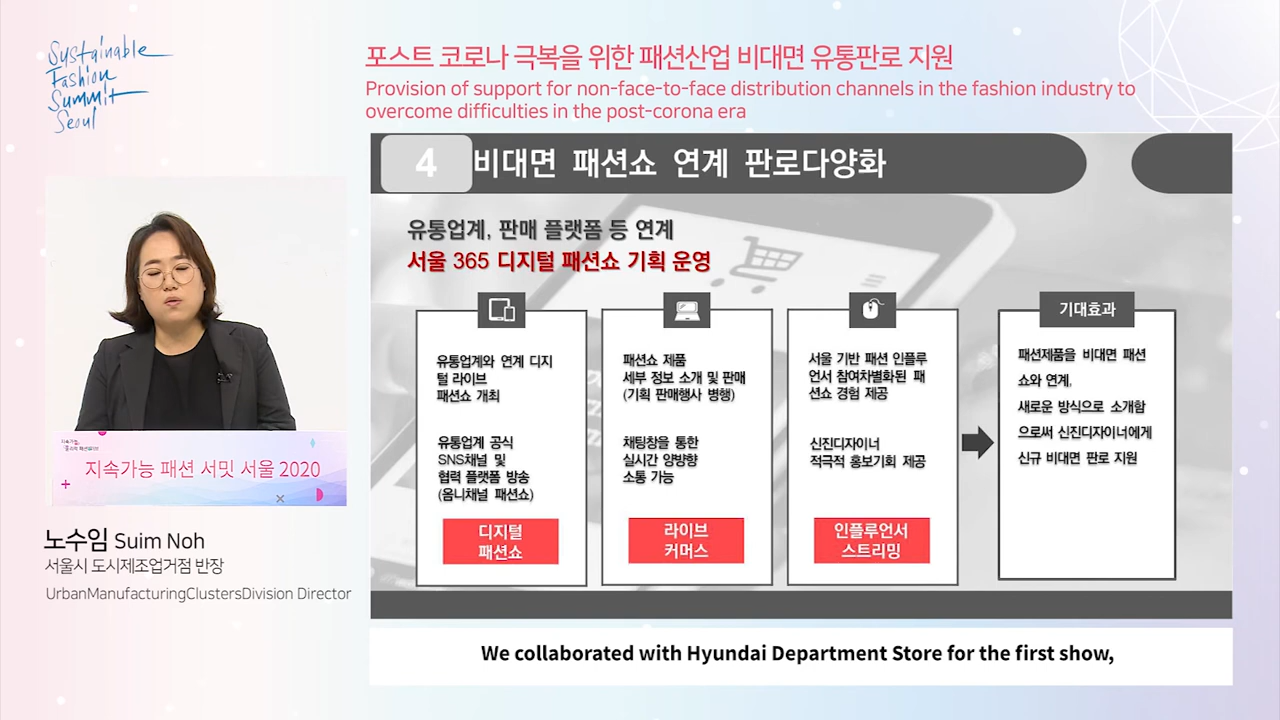 Sustainable
Fashion
Summit
Seoul
포스트 코로나 극복을 위한 패션산업 비대면 유통판로 지원
Provision of support for non-face-to-face distribution channels in the fashion industry to
overcome difficulties in the post-corona era
4 비대면 패션쇼 연계 판로다양화
유통업계, 판매 플랫폼 등 연계
서울 365 디지털 패션쇼 기획 운영
유통업계와 연계 디지
털 라이브
패션쇼 개최
유통업계 공식
SNS채널 및
협력 플랫폼 방송
(옴니채널 패션쇼)
디지털
패션쇼
패션쇼 제품
세부 정보 소개 및 판매
(기획 판매행사 병행)
채팅창을 통한
실시간 양방향
소통 가능
라이브
커머스
서울 기반 패션 인플루
언서 참여차별화된 패
션쇼 경험 제공
신진디자이너
적극적 홍보기회 제공
인플루언서
스트리밍
기대효과
패션제품을 비대면 패션
쇼와 연계,
새로운 방식으로 소개함
으로써 신진디자이너에게
신규 비대면 판로 지원
지속가능 패션 서밋 서울 2020
노수임 Suim Noh
서울시 도시제조업거점 반장
UrbanManufacturingClustersDivision Director
We collaborated with Hyundai Department Store for the first show,